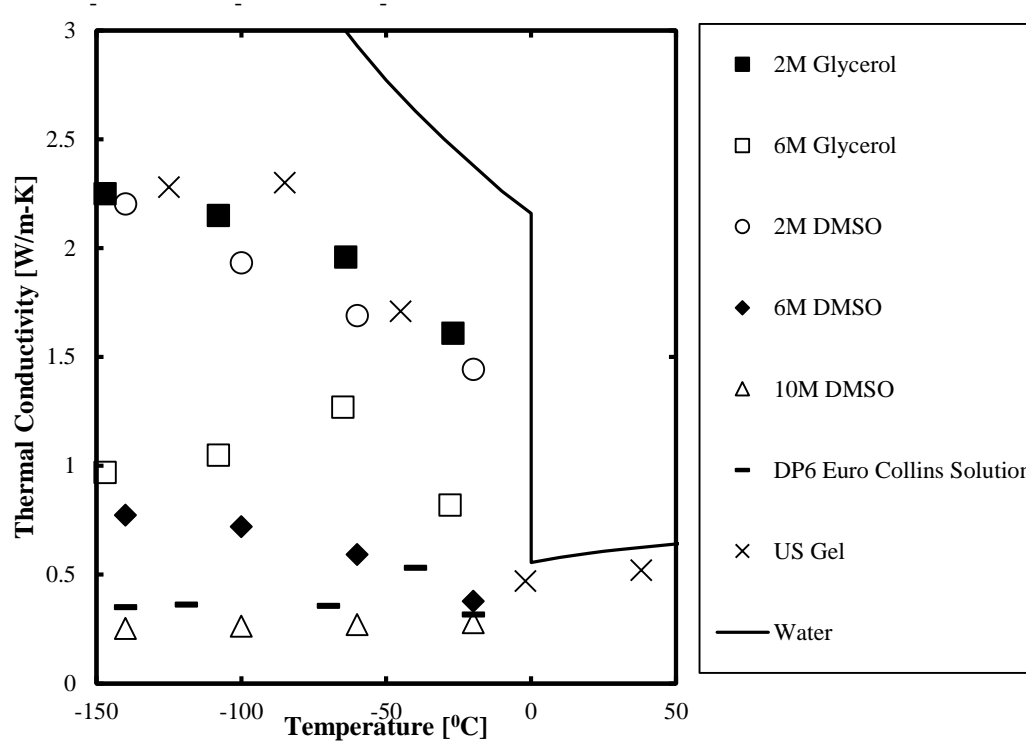 3
2.5
2
1.5
1
0.5
0
-150
-100
-50
0
50
Thermal Conductivity [W/m-K]
Temperature [⁰C]
2M Glycerol
6M Glycerol
2M DMSO
6M DMSO
10M DMSO
DP6 Euro Collins Solution
US Gel
Water